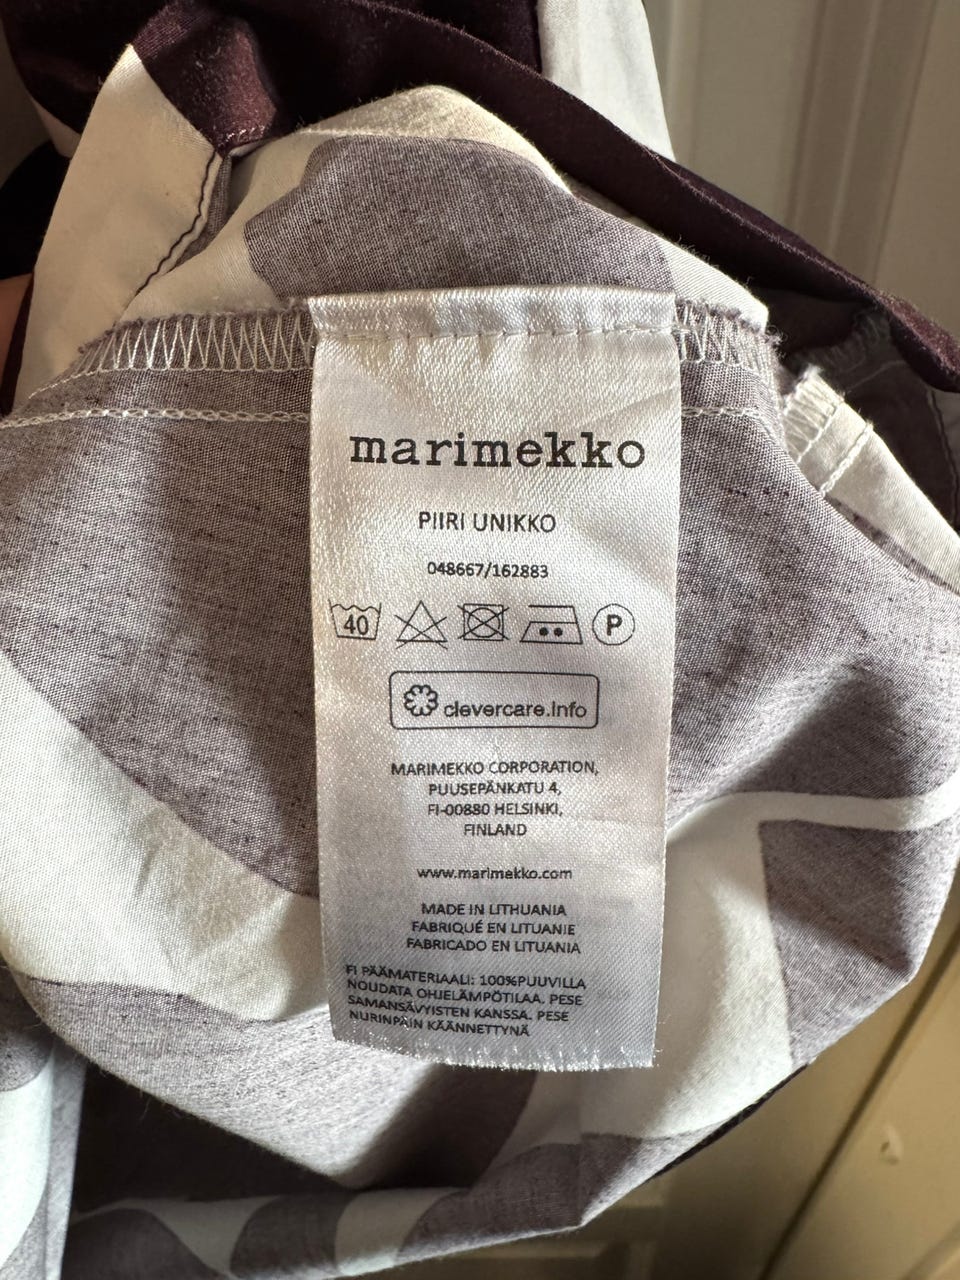 marimekko
PIIRI UNIKKO
048667/162883
40 P
clevercare.info
MARIMEKKO CORPORATION,
PUUSEPÄNKATU 4,
FI-00880 HELSINKI,
FINLAND
www.marimekko.com
MADE IN LITHUANIA
FABRIQUÉ EN LITUANIE
FABRICADO EN LITUANIA
FI PÄÄMATERIAALI: 100%PUUVILLA
NOUDATA OHJELÄMPÖTILAA. PESE
SAMANSÄVYISTEN KANSSA. PESE
NURINPÄIN KÄÄNNETTYNÄ